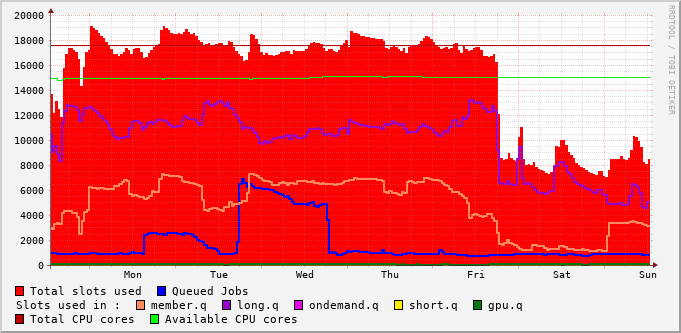 20000
18000
16000
14000
12000
10000
8000
6000
4000
2000
0
Mon Tue Wed Thu Fri Sat Sun
RRDTOOL / TOBI OETIKER
Total slots used Queued Jobs
Slots used in : member.q long.q ondemand.q short.q gpu.q
Total CPU cores Available CPU cores